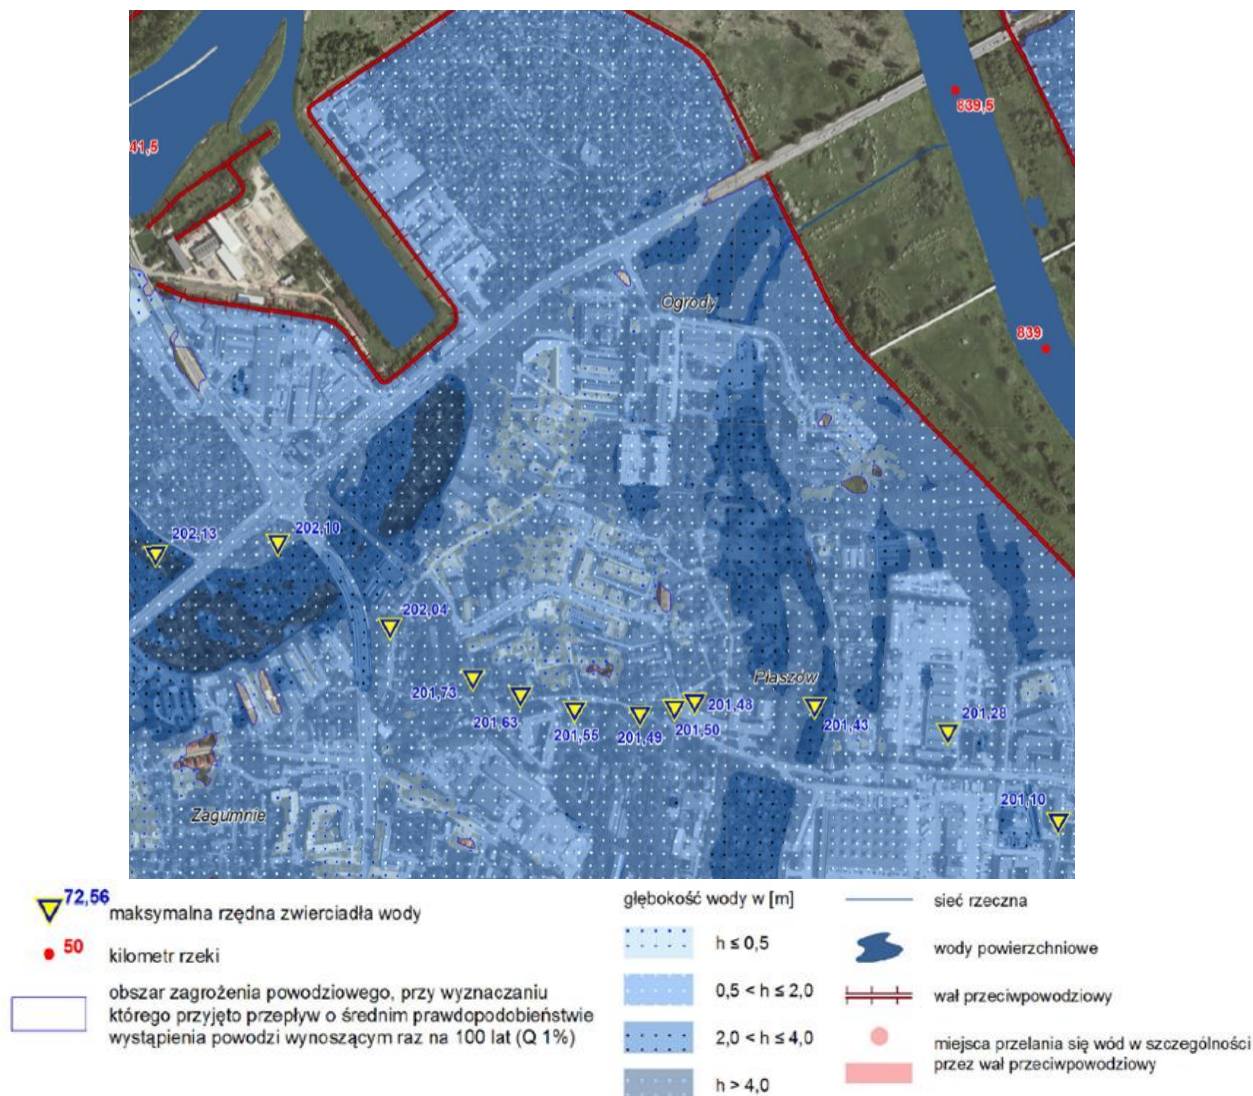 839,5
41,5
Ogrody
839
202,13
202,10
202,04
201,73
201,63
201,55
201,49
201,50
201,48
Płaszów
201,43
201,28
201,10
Zagumnie
72,56
maksymalna rzędna zwierciadła wody
50
kilometr rzeki
obszar zagrożenia powodziowego, przy wyznaczaniu
którego przyjęto przepływ o średnim prawdopodobieństwie
wystąpienia powodzi wynoszącym raz na 100 lat (Q 1%)
głębokość wody w [m]
h ≤ 0,5
0,5 < h ≤ 2,0
2,0 < h ≤ 4,0
h > 4,0
sieć rzeczna
wody powierzchniowe
wał przeciwpowodziowy
miejsca przelania się wód w szczególności
przez wał przeciwpowodziowy